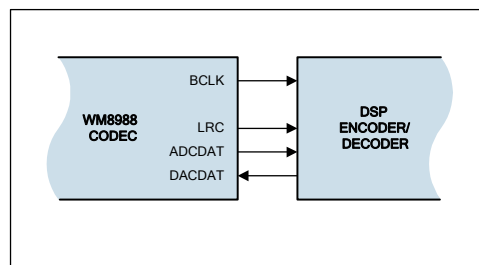 BCLK
WM8988
CODEC
LRC
ADCDAT
DACDAT
DSP
ENCODER/
DECODER